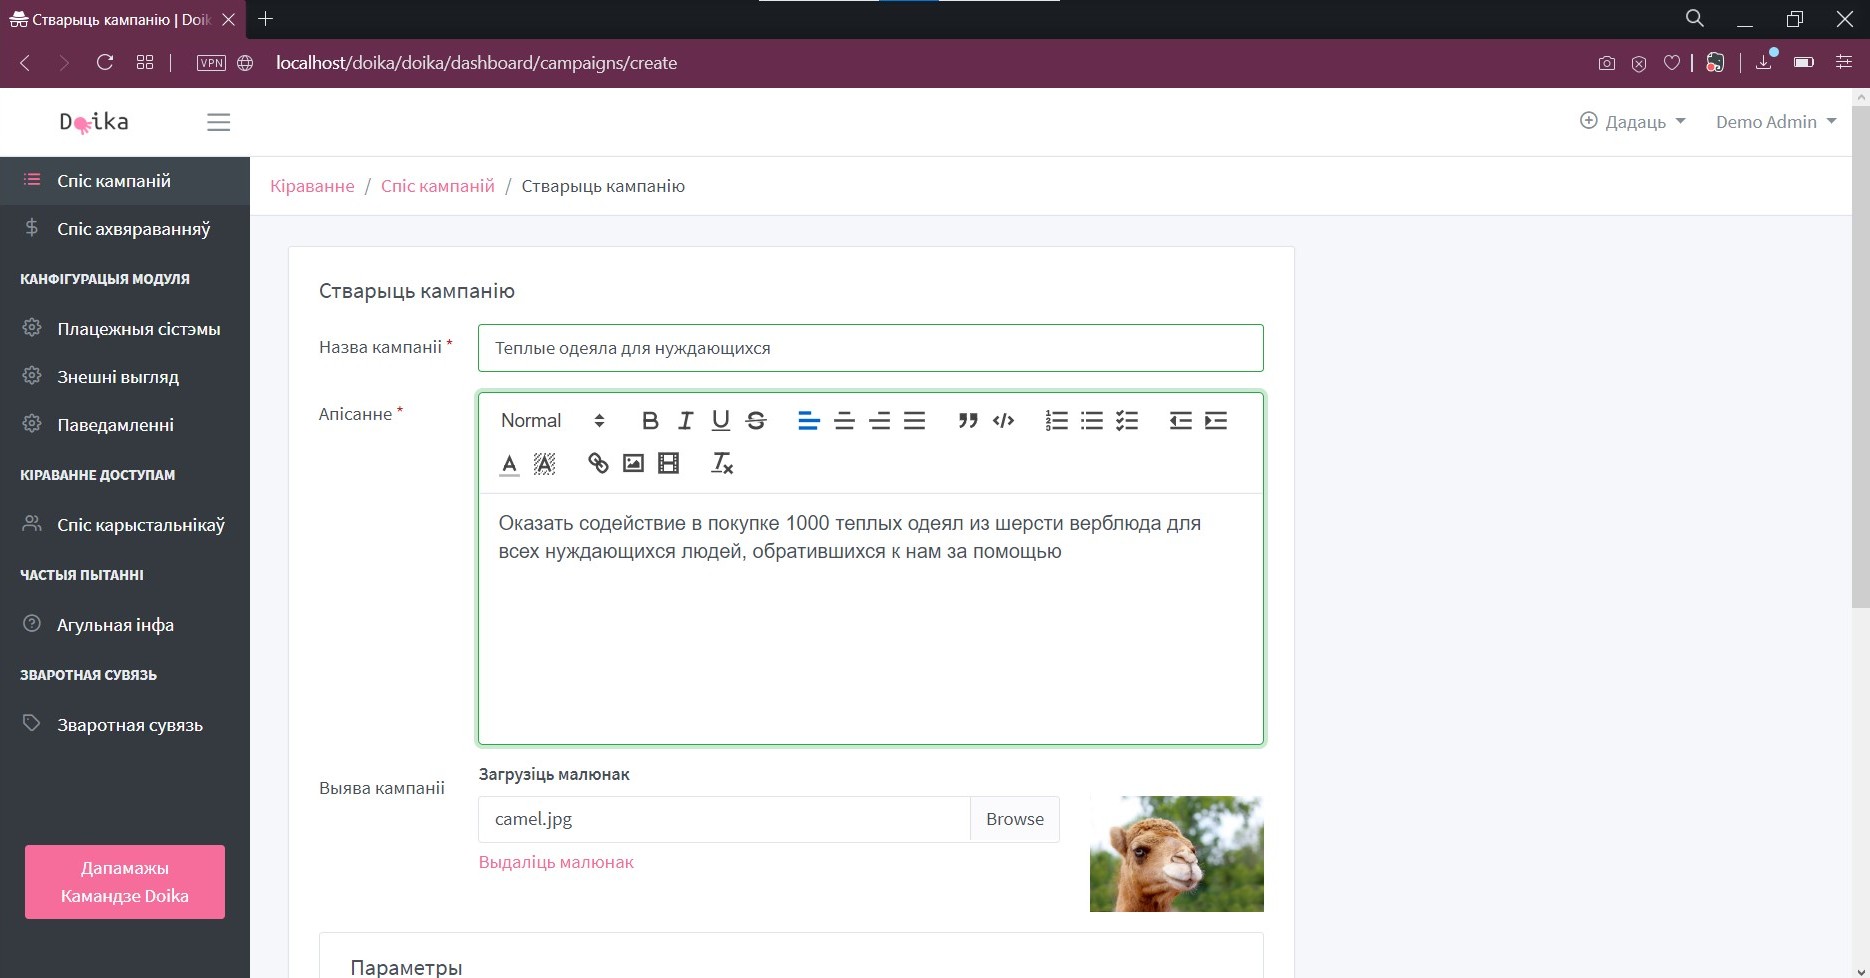 Стварыць кампанію | Doik
VPN
localhost/doika/doika/dashboard/campaigns/create
Doika
Дадаць
Demo Admin
Спіс кампаній
Спіс ахвяраванняў
КАНФІГУРАЦЫЯ МОДУЛЯ
Плацежныя сістэмы
Знешні выгляд
Паведамленні
КІРАВАННЕ ДОСТУПАМ
Спіс карыстальнікаў
ЧАСТЫЯ ПЫТАННІ
Агульная інфа
ЗВАРОТНАЯ СУВЯЗЬ
Зваротная сувязь
Дапамажы
Камандзе Doika
Кіраванне / Спіс кампаній / Стварыць кампанію
Стварыць кампанію
Назва кампаніі *
Теплые одеяла для нуждающихся
Апісанне *
Normal
Оказать содействие в покупке 1000 теплых одеял из шерсти верблюда для
всех нуждающихся людей, обратившихся к нам за помощью
Выява кампаніі
Загрузіць малюнак
camel.jpg
Browse
Выдаліць малюнак
Параметры